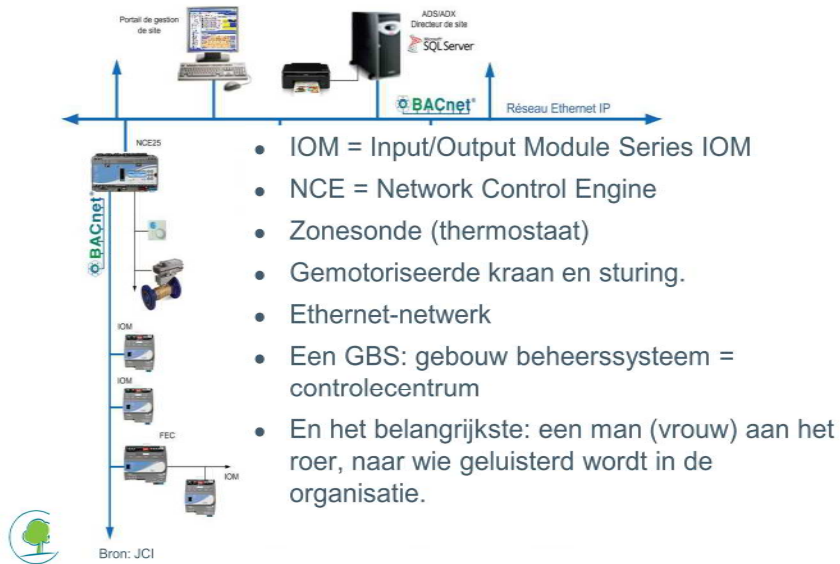 Portail de gestion
de site
ADS/ADX
Directeur de site
Microsoft
SQL Server
BACnet
Réseau Ethernet IP
NCE25
BACnet
IOM
IOM
FEC
IOM
• IOM = Input/Output Module Series IOM
• NCE = Network Control Engine
• Zonesonde (thermostaat)
• Gemotoriseerde kraan en sturing.
• Ethernet-netwerk
• Een GBS: gebouw beheerssysteem =
controlecentrum
• En het belangrijkste: een man (vrouw) aan het
roer, naar wie geluisterd wordt in de
organisatie.
Bron: JCI